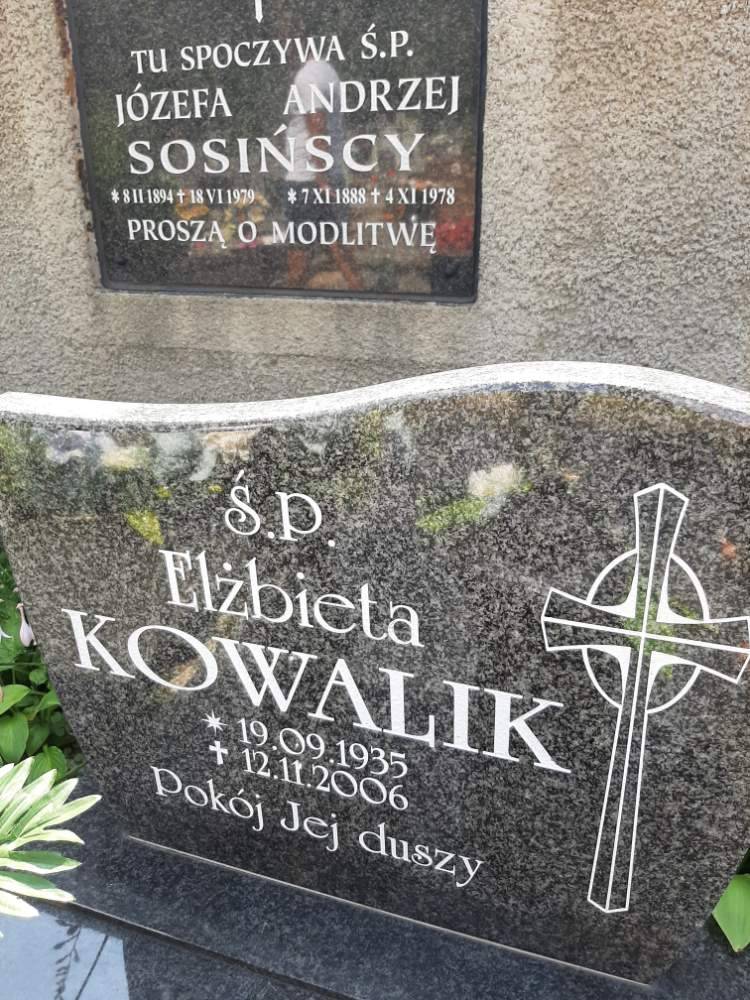 TU SPOCZYWA Ś.P.
JÓZEFA ANDRZEJ
SOSIŃSCY
* 8 II 1894 † 18 VI 1979 * 7 XI 1888 † 4 XI 1978
PROSZĄ O MODLITWĘ
Ś.P.
Elżbieta
KOWALIK
* 19.09.1935
† 12.11.2006
Pokój Jej duszy